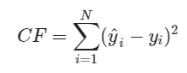 CF = \sum_{i=1}^{N} (\hat{y}_i - y_i)^2